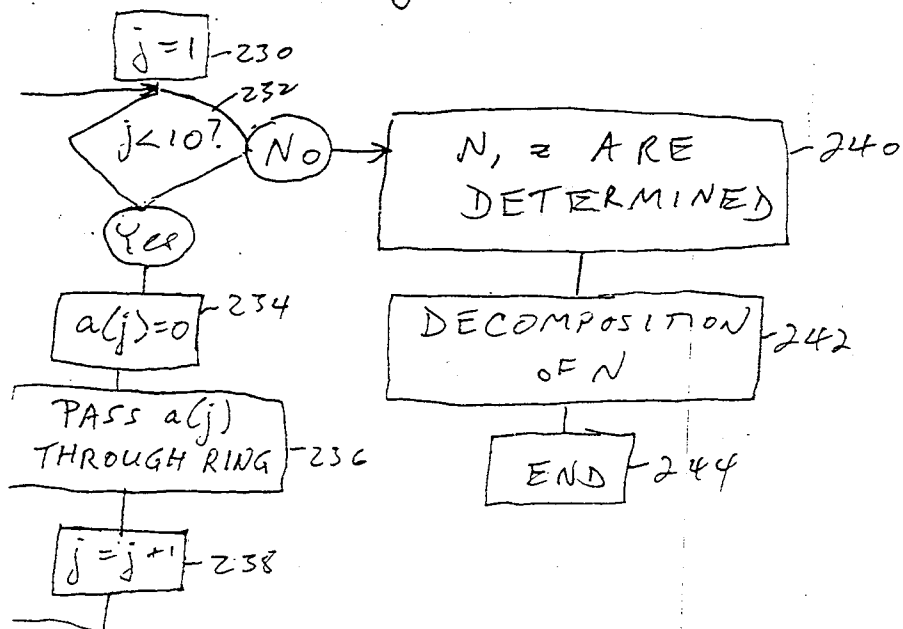 j=1
230
232
j<10?
No
N, z ARE
DETERMINED
240
Yes
a(j)=0
234
DECOMPOSITION
OF N
242
PASS a(j)
THROUGH RING
236
END
244
j=j+1
238